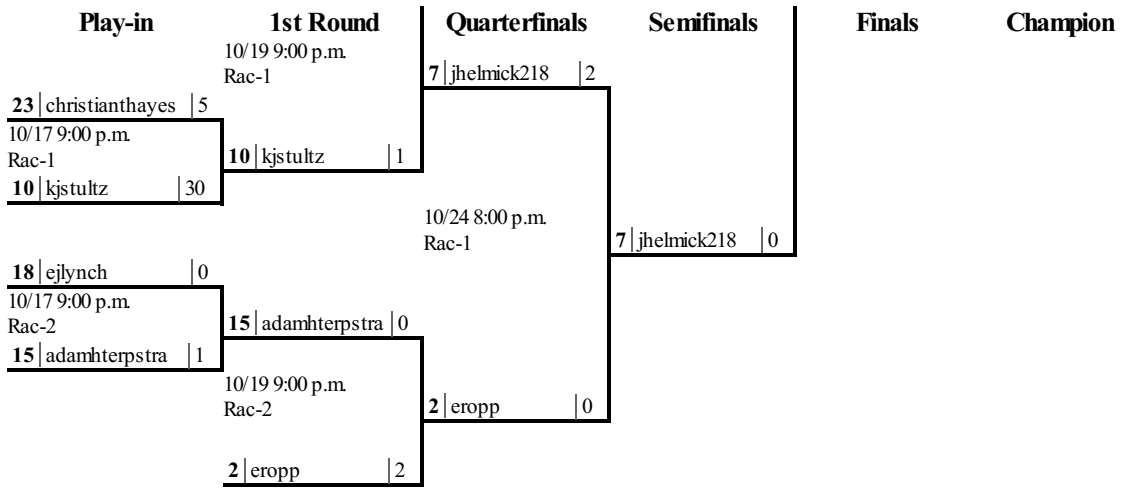 Play-in 1st Round Quarterfinals Semifinals Finals Champion
10/19 9:00 p.m.
Rac-1
7 jhelmick218 2
23 christianthayes 5
10/17 9:00 p.m.
Rac-1
10 kjstultz 1
10 kjstultz 30
10/24 8:00 p.m.
Rac-1
7 jhelmick218 0
18 ejlynch 0
10/17 9:00 p.m.
Rac-2
15 adamhterpstra 0
15 adamhterpstra 1
10/19 9:00 p.m.
Rac-2
2 eropp 0
2 eropp 2